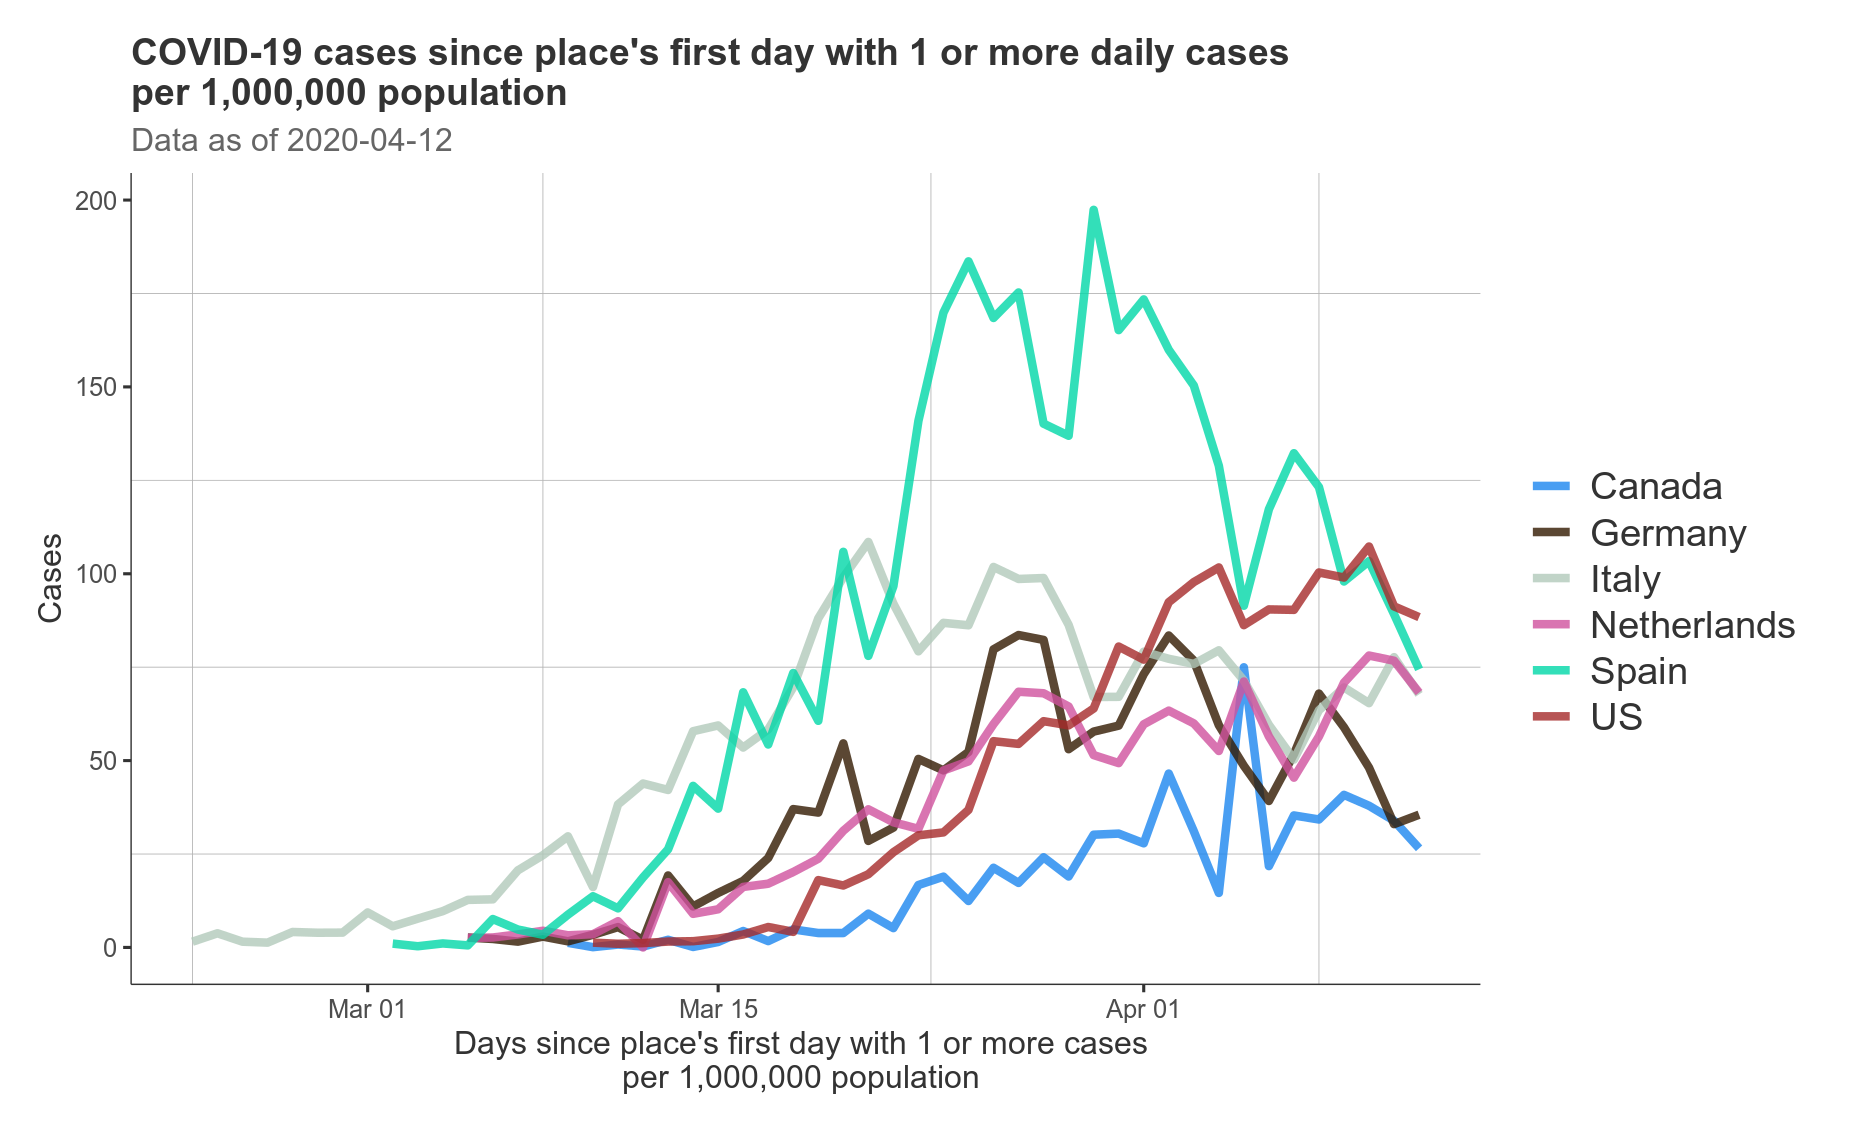 COVID-19 cases since place's first day with 1 or more daily cases
per 1,000,000 population
Data as of 2020-04-12
200
150
100
50
0
Cases
Mar 01
Mar 15
Apr 01
Days since place's first day with 1 or more cases
per 1,000,000 population
Canada
Germany
Italy
Netherlands
Spain
US